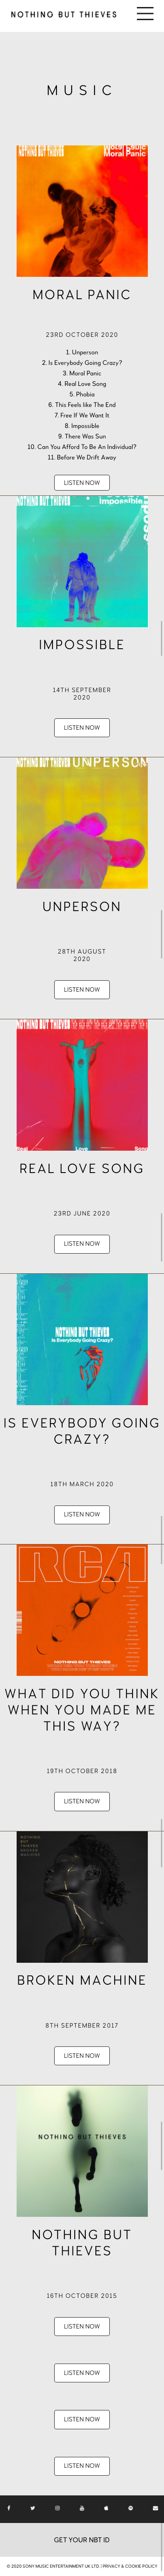 NOTHING BUT THIEVES
MUSIC
NOTHING BUT THIEVES
Moral Panic
MORAL PANIC
23RD OCTOBER 2020
1. Unperson
2. Is Everybody Going Crazy?
3. Moral Panic
4. Real Love Song
5. Phobia
6. This Feels like The End
7. Free If We Want It
8. Impossible
9. There Was Sun
10. Can You Afford To Be An Individual?
11. Before We Drift Away
LISTEN NOW
NOTHING BUT THIEVES
Impossible
IMPOSSIBLE
14TH SEPTEMBER
2020
LISTEN NOW
NOTHING BUT THIEVES UNPERSON
UNPERSON
28TH AUGUST
2020
LISTEN NOW
NOTHING BUT THIEVES
Real Love Song
REAL LOVE SONG
23RD JUNE 2020
LISTEN NOW
NOTHING BUT THIEVES
Is Everybody Going Crazy?
IS EVERYBODY GOING
CRAZY?
18TH MARCH 2020
LISTEN NOW
RCA
NOTHING BUT THIEVES
WHAT DID YOU THINK
WHEN YOU MADE ME
THIS WAY?
19TH OCTOBER 2018
LISTEN NOW
NOTHING
BUT
THIEVES
BROKEN
MACHINE
BROKEN MACHINE
8TH SEPTEMBER 2017
LISTEN NOW
NOTHING BUT THIEVES
NOTHING BUT
THIEVES
16TH OCTOBER 2015
LISTEN NOW
LISTEN NOW
LISTEN NOW
LISTEN NOW
GET YOUR NBT ID
© 2020 SONY MUSIC ENTERTAINMENT UK LTD. | PRIVACY & COOKIE POLICY